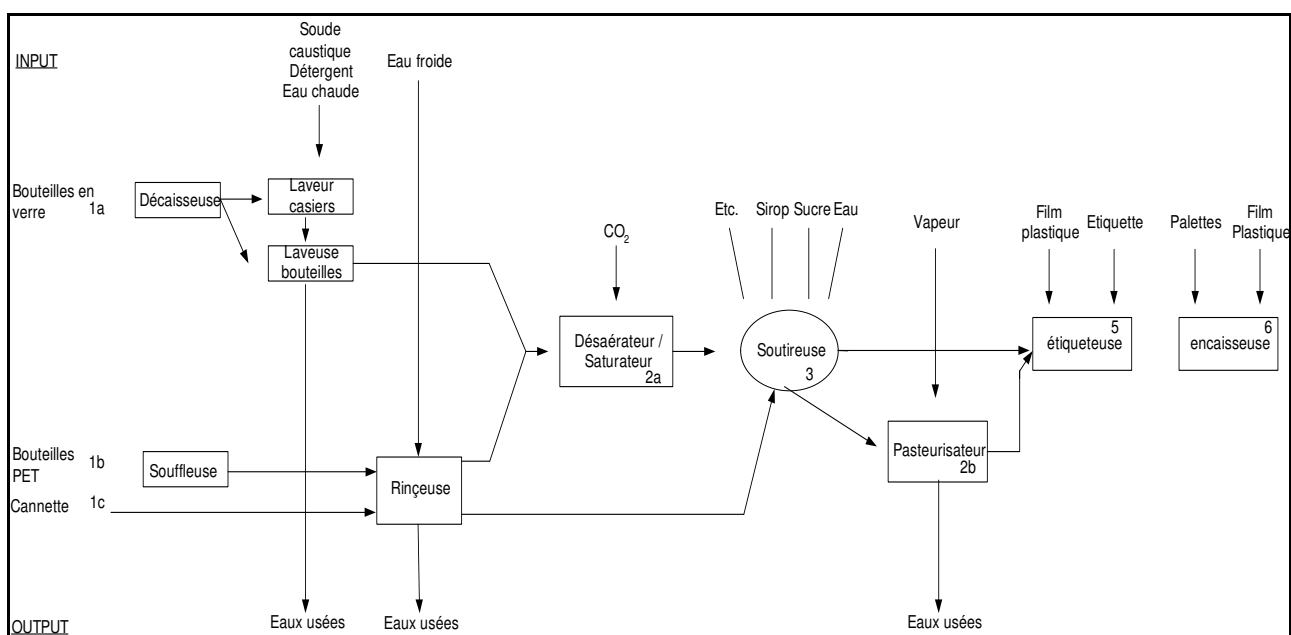 INPUT
Soude
caustique
Détergent
Eau chaude
Eau froide
Bouteilles en
verre 1a
Décaisseuse
Laveur
casiers
Laveuse
bouteilles
CO2
Désaérateur /
Saturateur
2a
Etc. Sirop Sucre Eau
Soutireuse
3
Vapeur
Pasteurisateur
2b
Film
plastique
Etiquette
5
étiqueteuse
Palettes
Film
Plastique
6
encaisseuse
Bouteilles
PET 1b
Souffleuse
Cannette 1c
Rinçeuse
Eaux usées
Eaux usées
Eaux usées
OUTPUT